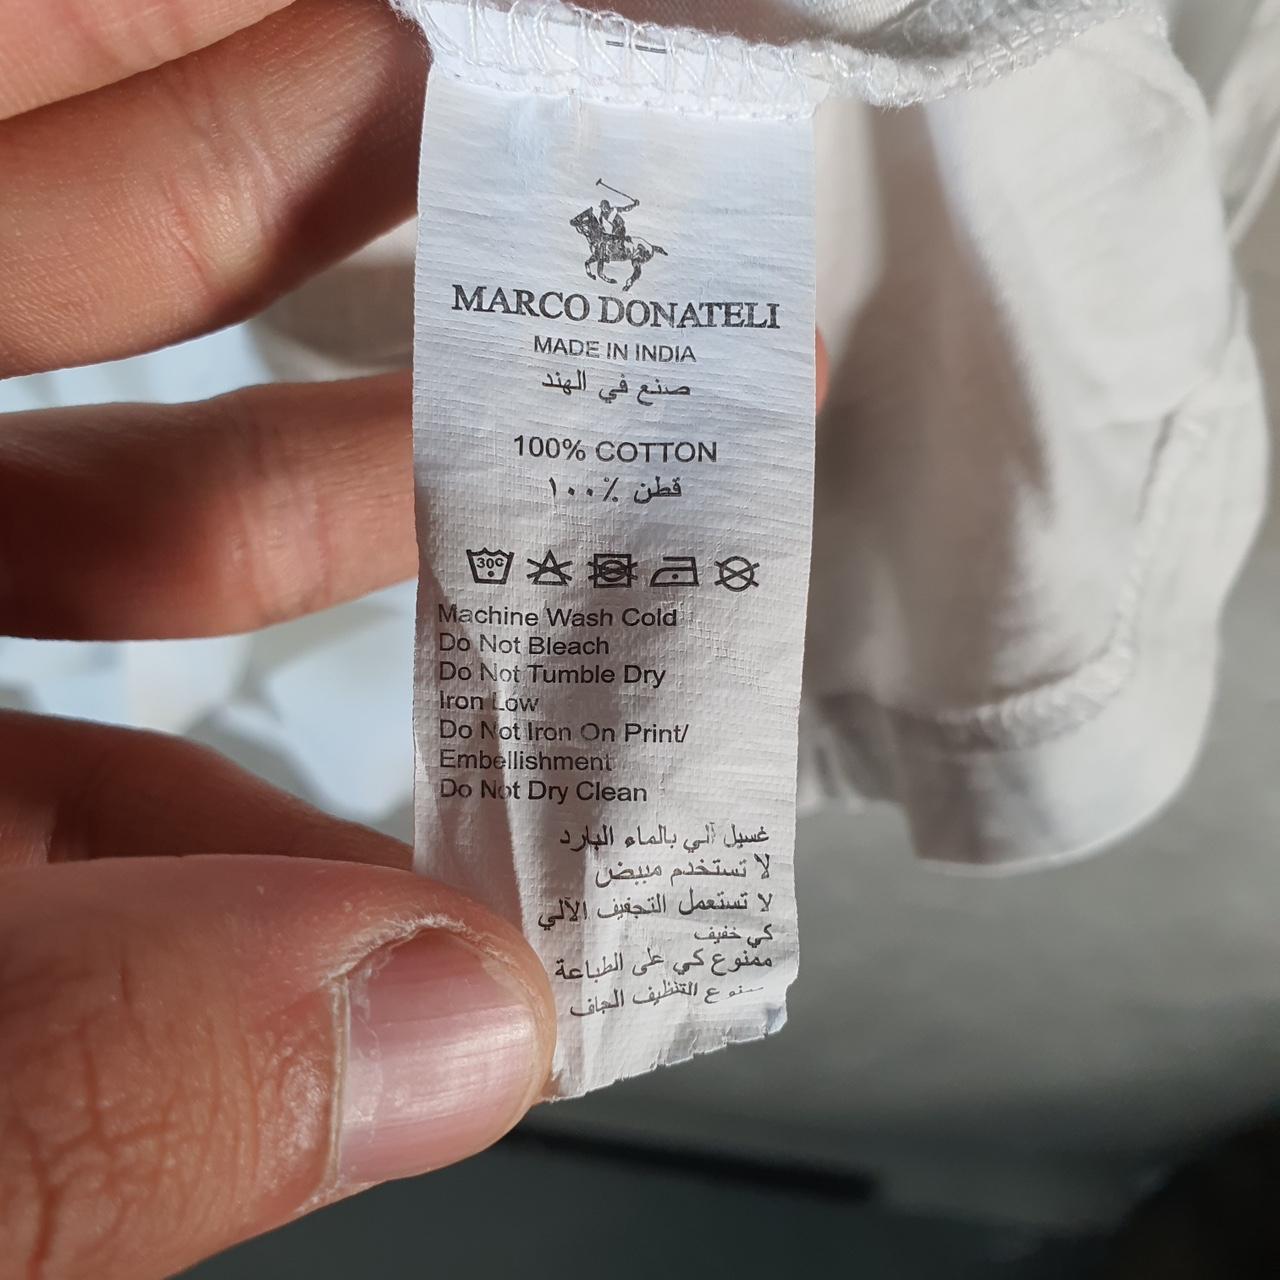 MARCO DONATELI
MADE IN INDIA
صنع في الهند
100% COTTON
قطن ٪١٠٠
30C
Machine Wash Cold
Do Not Bleach
Do Not Tumble Dry
Iron Low
Do Not Iron On Print/
Embellishment
Do Not Dry Clean
غسيل آلي بالماء البارد
لا تستخدم مبيض
لا تستعمل التجفيف الآلي
كي خفيف
ممنوع كي على الطباعة
التنظيف الجاف